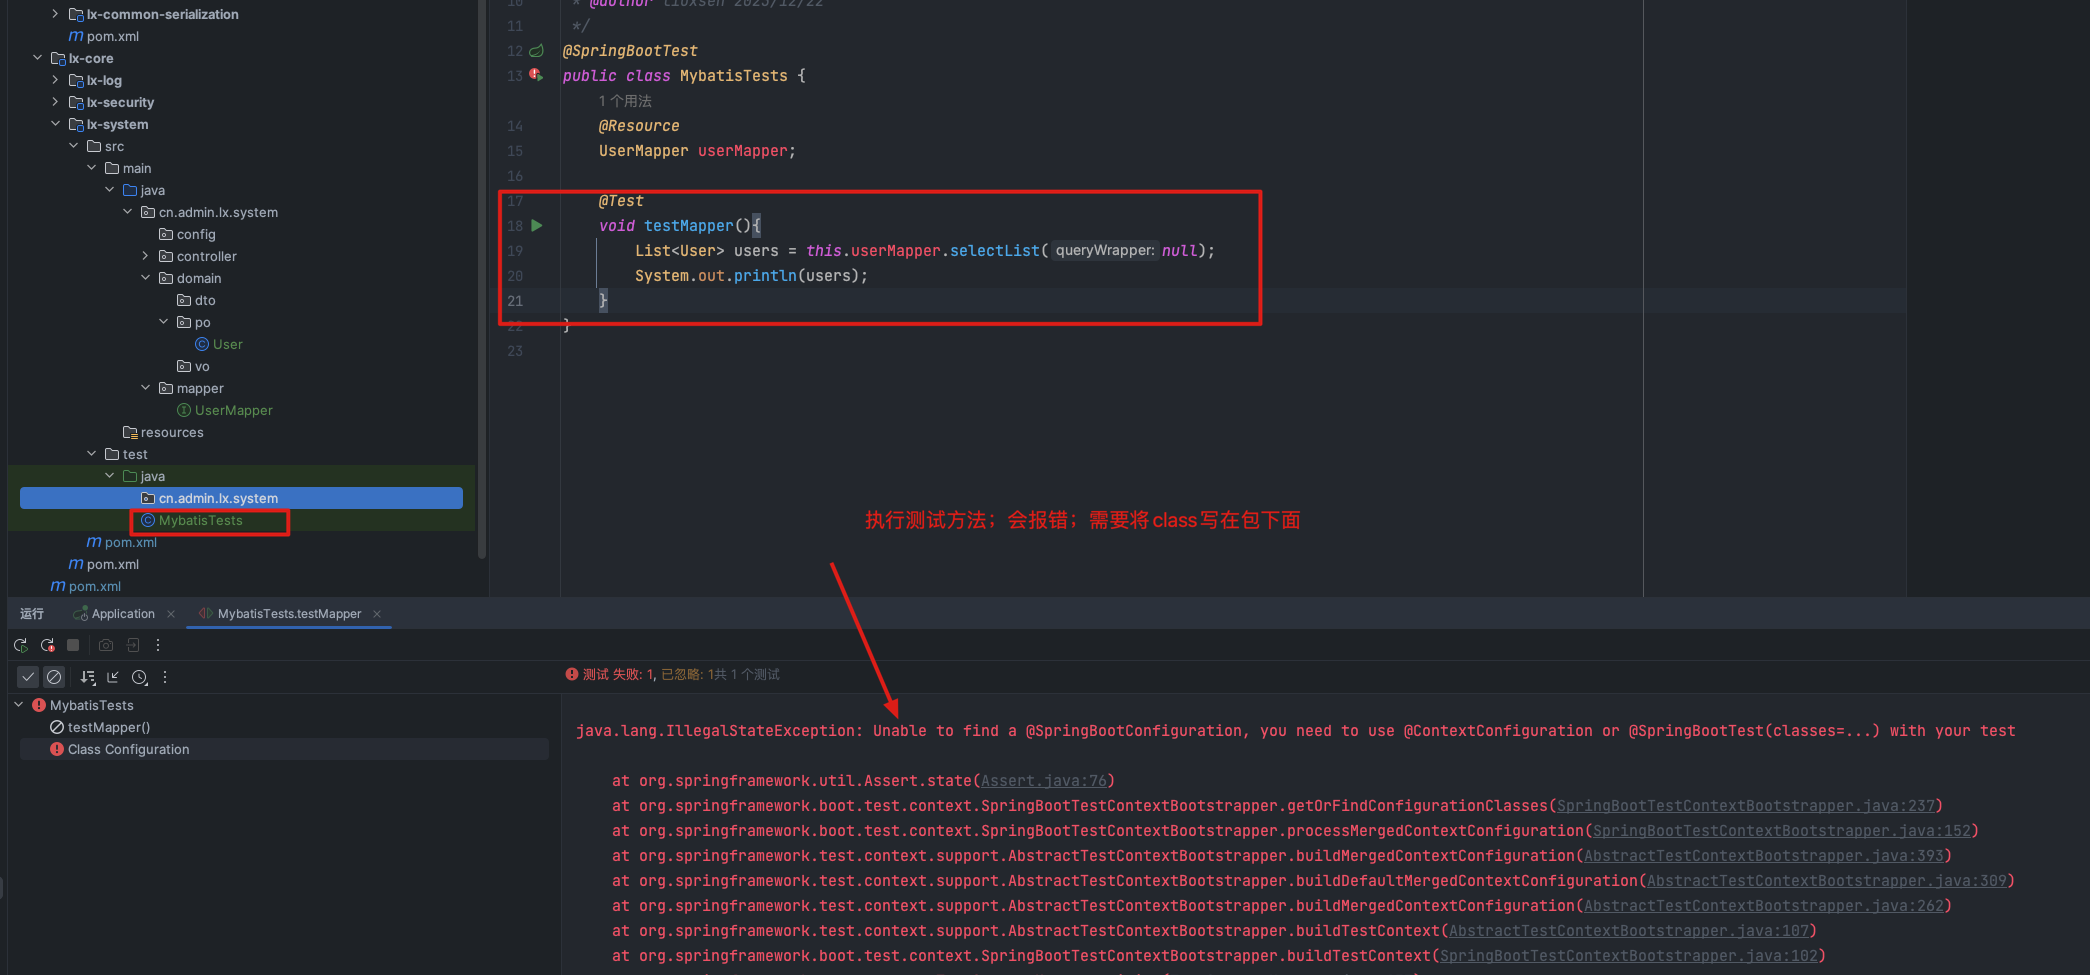 lx-common-serialization
pom.xml
lx-core
lx-log
lx-security
lx-system
src
main
java
cn.admin.lx.system
config
controller
domain
dto
po
User
vo
mapper
UserMapper
resources
test
java
cn.admin.lx.system
MybatisTests
pom.xml
pom.xml
pom.xml
10 * @author
11 */
12 @SpringBootTest
13 public class MybatisTests {
1 个用法
14 @Resource
15 UserMapper userMapper;
16
17 @Test
18 void testMapper(){
19 List<User> users = this.userMapper.selectList( queryWrapper: null);
20 System.out.println(users);
21 }
22 }
23
执行测试方法；会报错；需要将class写在包下面
运行 Application MybatisTests.testMapper
测试 失败: 1, 已忽略: 1共 1 个测试
MybatisTests
testMapper()
Class Configuration
java.lang.IllegalStateException: Unable to find a @SpringBootConfiguration, you need to use @ContextConfiguration or @SpringBootTest(classes=...) with your test
at org.springframework.util.Assert.state(Assert.java:76)
at org.springframework.boot.test.context.SpringBootTestContextBootstrapper.getOrFindConfigurationClasses(SpringBootTestContextBootstrapper.java:237)
at org.springframework.boot.test.context.SpringBootTestContextBootstrapper.processMergedContextConfiguration(SpringBootTestContextBootstrapper.java:152)
at org.springframework.test.context.support.AbstractTestContextBootstrapper.buildMergedContextConfiguration(AbstractTestContextBootstrapper.java:393)
at org.springframework.test.context.support.AbstractTestContextBootstrapper.buildDefaultMergedContextConfiguration(AbstractTestContextBootstrapper.java:309)
at org.springframework.test.context.support.AbstractTestContextBootstrapper.buildMergedContextConfiguration(AbstractTestContextBootstrapper.java:262)
at org.springframework.test.context.support.AbstractTestContextBootstrapper.buildTestContext(AbstractTestContextBootstrapper.java:107)
at org.springframework.boot.test.context.SpringBootTestContextBootstrapper.buildTestContext(SpringBootTestContextBootstrapper.java:102)